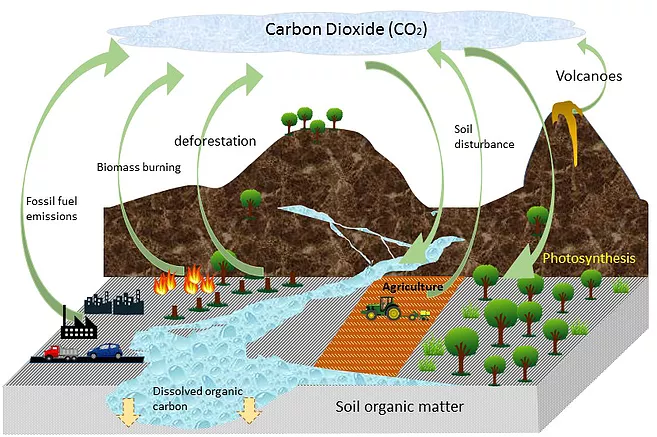 Carbon Dioxide (CO₂)
Volcanoes
deforestation
Soil
disturbance
Biomass burning
Fossil fuel
emissions
Photosynthesis
Agriculture
Dissolved organic
carbon
Soil organic matter